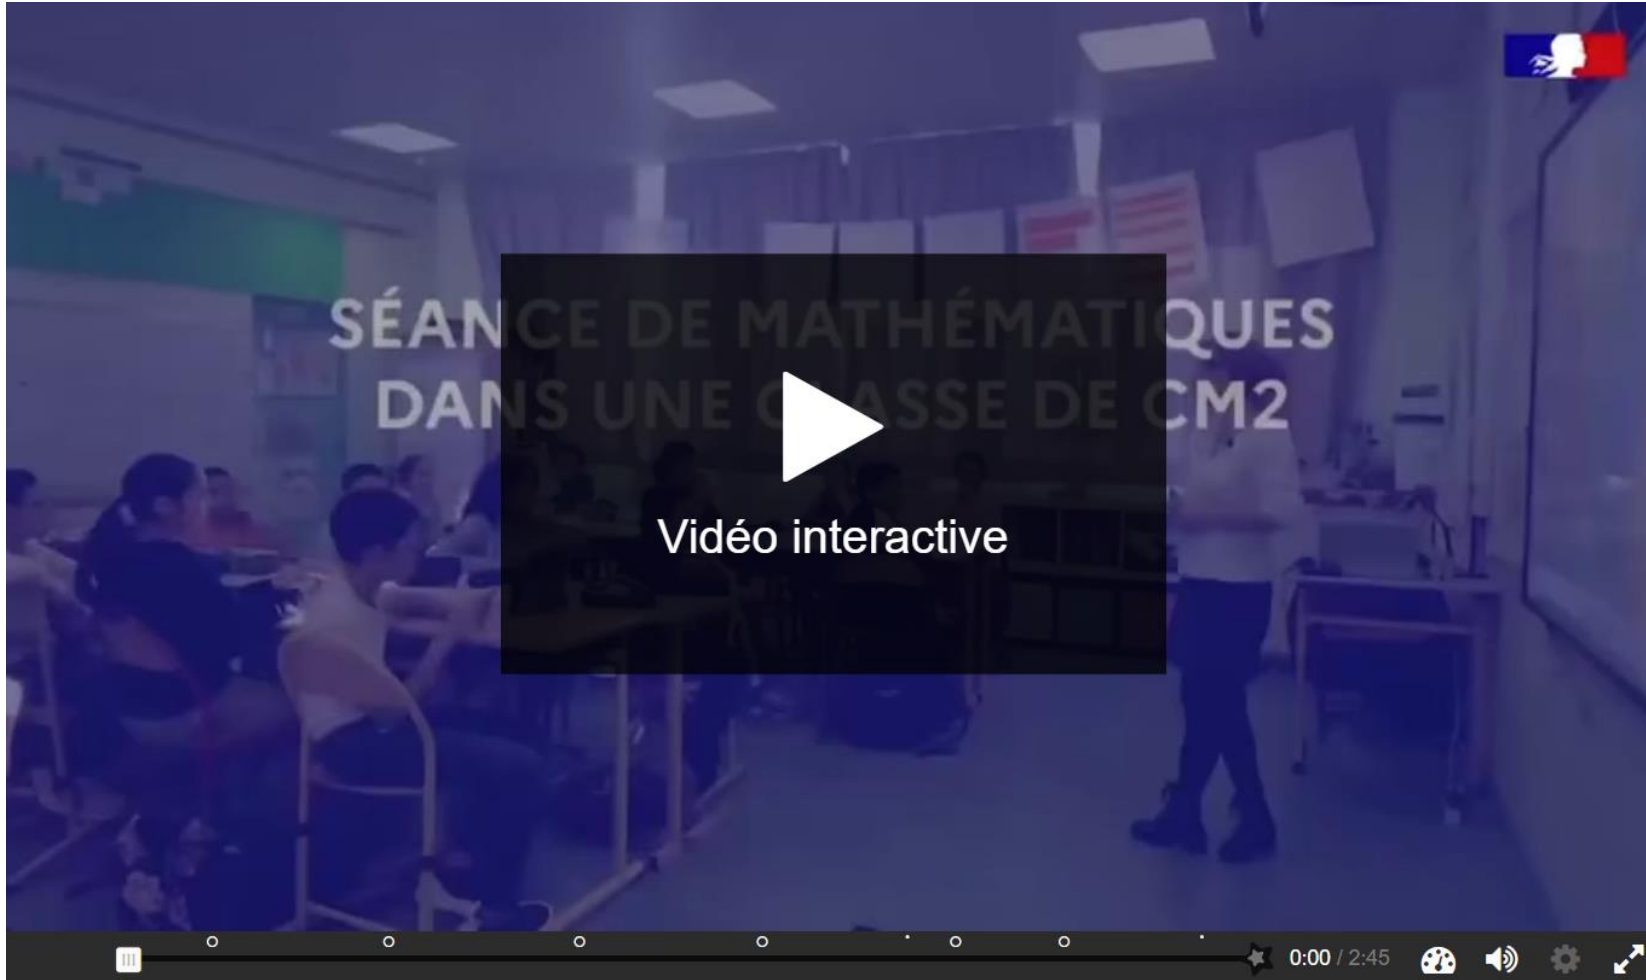 SÉANCE DE MATHÉMATIQUES
DANS UNE CLASSE DE CM2
Vidéo interactive
0:00 / 2:45